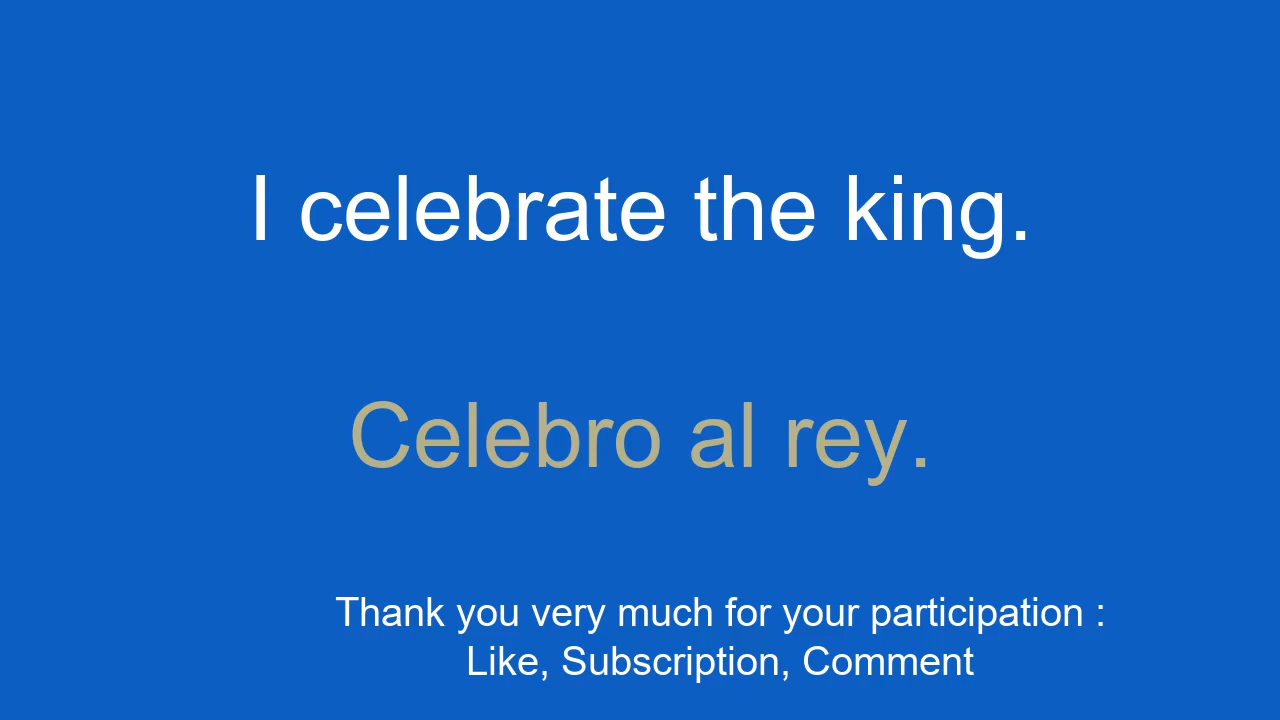 I celebrate the king.
Celebro al rey.
Thank you very much for your participation :
Like, Subscription, Comment